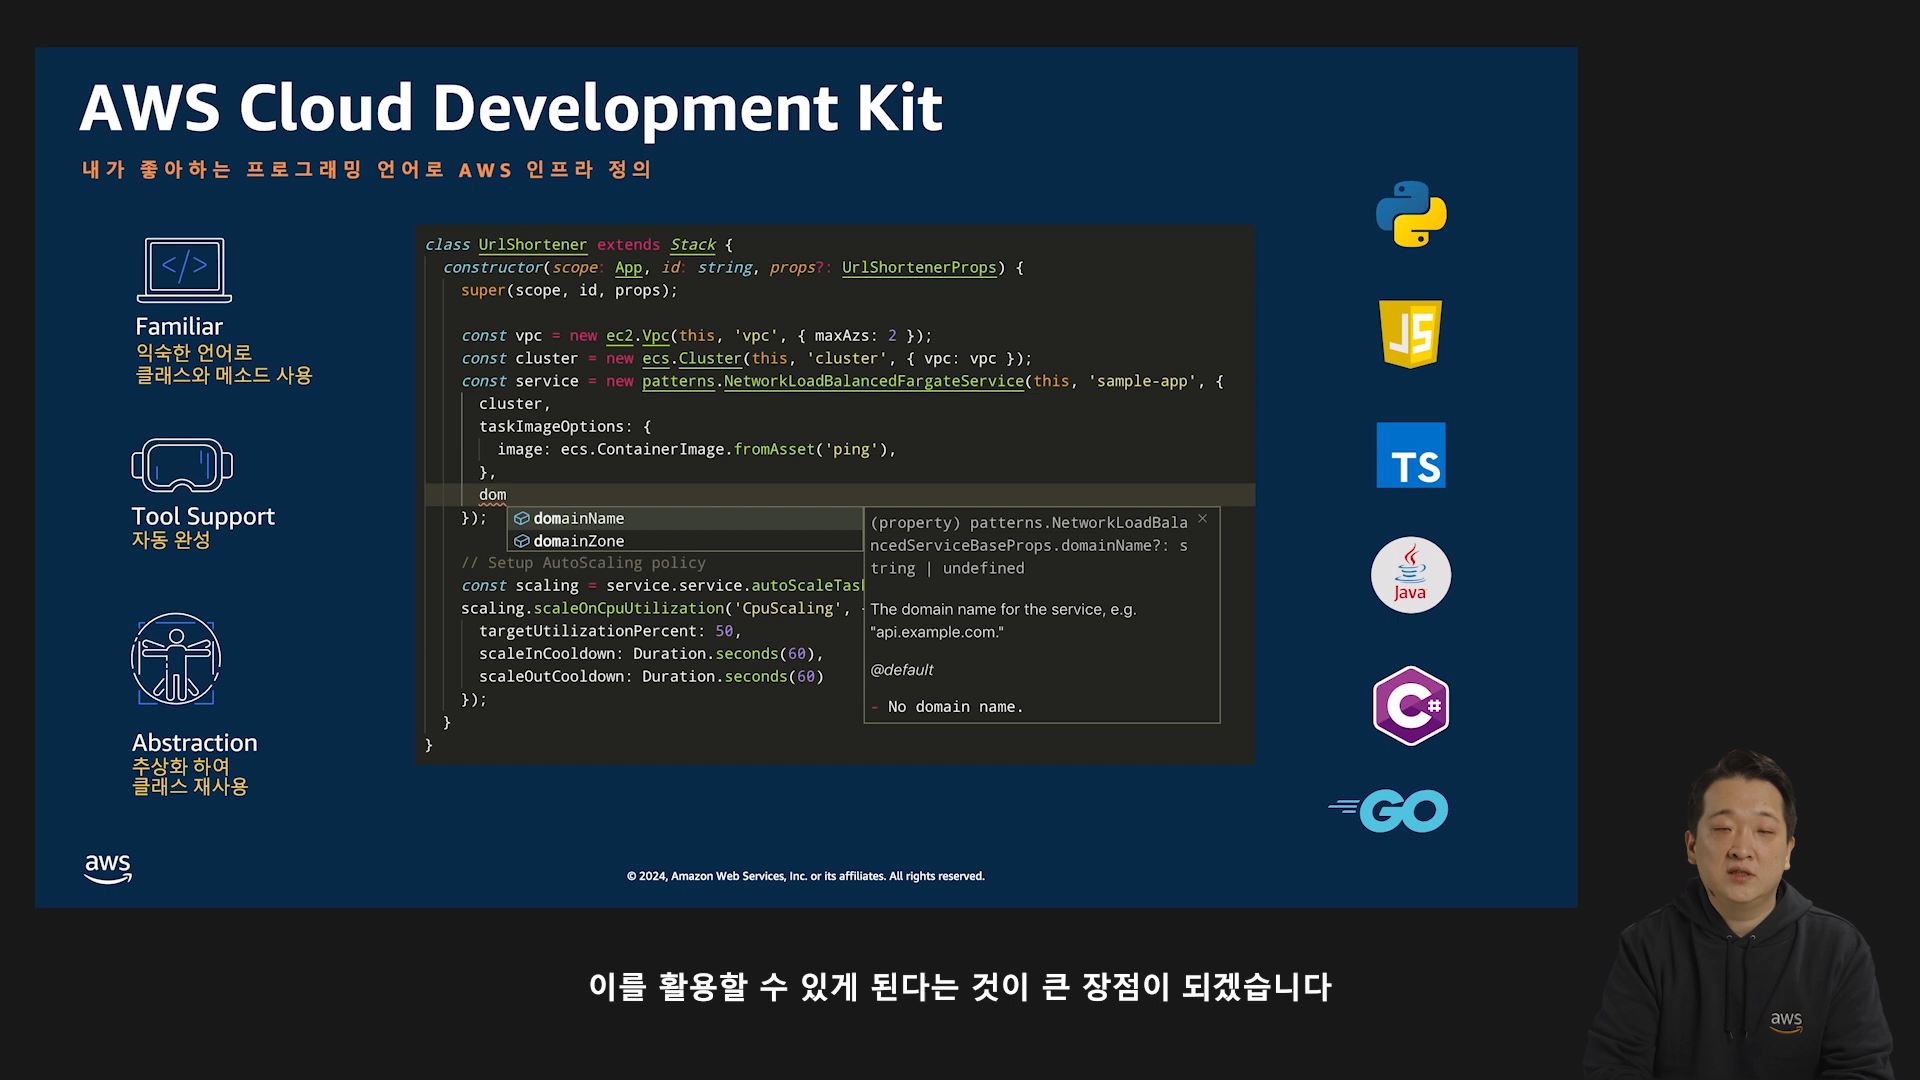 AWS Cloud Development Kit
내가 좋아하는 프로그래밍 언어로 AWS 인프라 정의
</>
Familiar
익숙한 언어로
클래스와 메소드 사용
Tool Support
자동 완성
Abstraction
추상화 하여
클래스 재사용
class UrlShortener extends Stack {
constructor(scope: App, id: string, props?: UrlShortenerProps) {
super(scope, id, props);
const vpc = new ec2.Vpc(this, 'vpc', { maxAzs: 2 });
const cluster = new ecs.Cluster(this, 'cluster', { vpc: vpc });
const service = new patterns.NetworkLoadBalancedFargateService(this, 'sample-app', {
cluster,
taskImageOptions: {
image: ecs.ContainerImage.fromAsset('ping'),
},
dom
});
domainName
domainZone
(property) patterns.NetworkLoadBala
ncedServiceBaseProps.domainName?: s
tring | undefined
The domain name for the service, e.g.
"api.example.com."
@default
- No domain name.
// Setup AutoScaling policy
const scaling = service.service.autoScaleTas
scaling.scaleOnCpuUtilization('CpuScaling',
targetUtilizationPercent: 50,
scaleInCooldown: Duration.seconds(60),
scaleOutCooldown: Duration.seconds(60)
});
}
}
JS
TS
Java
C#
GO
aws
© 2024, Amazon Web Services, Inc. or its affiliates. All rights reserved.
aws
이를 활용할 수 있게 된다는 것이 큰 장점이 되겠습니다